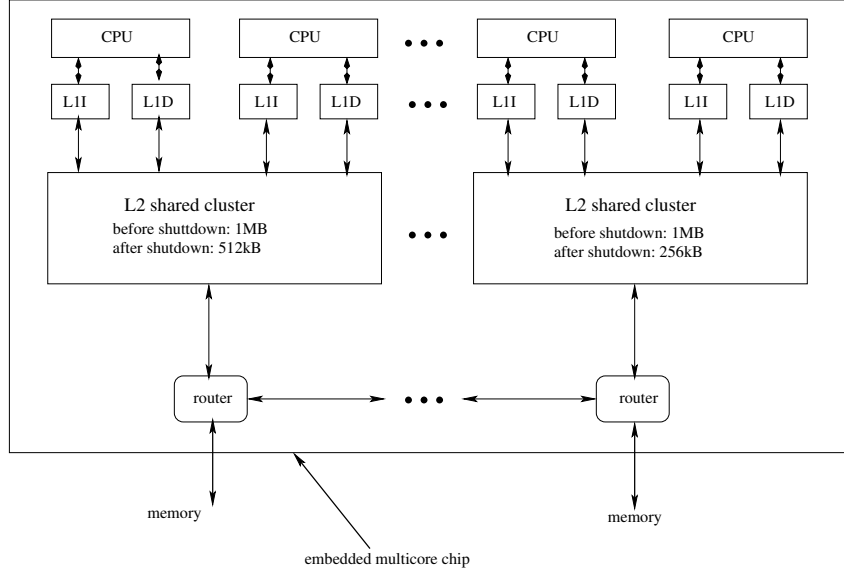 CPU CPU CPU CPU
L1I L1D L1I L1D L1I L1D L1I L1D
L2 shared cluster
before shuttdown: 1MB
after shutdown: 512kB
L2 shared cluster
before shutdown: 1MB
after shutdown: 256kB
router router
memory memory
embedded multicore chip